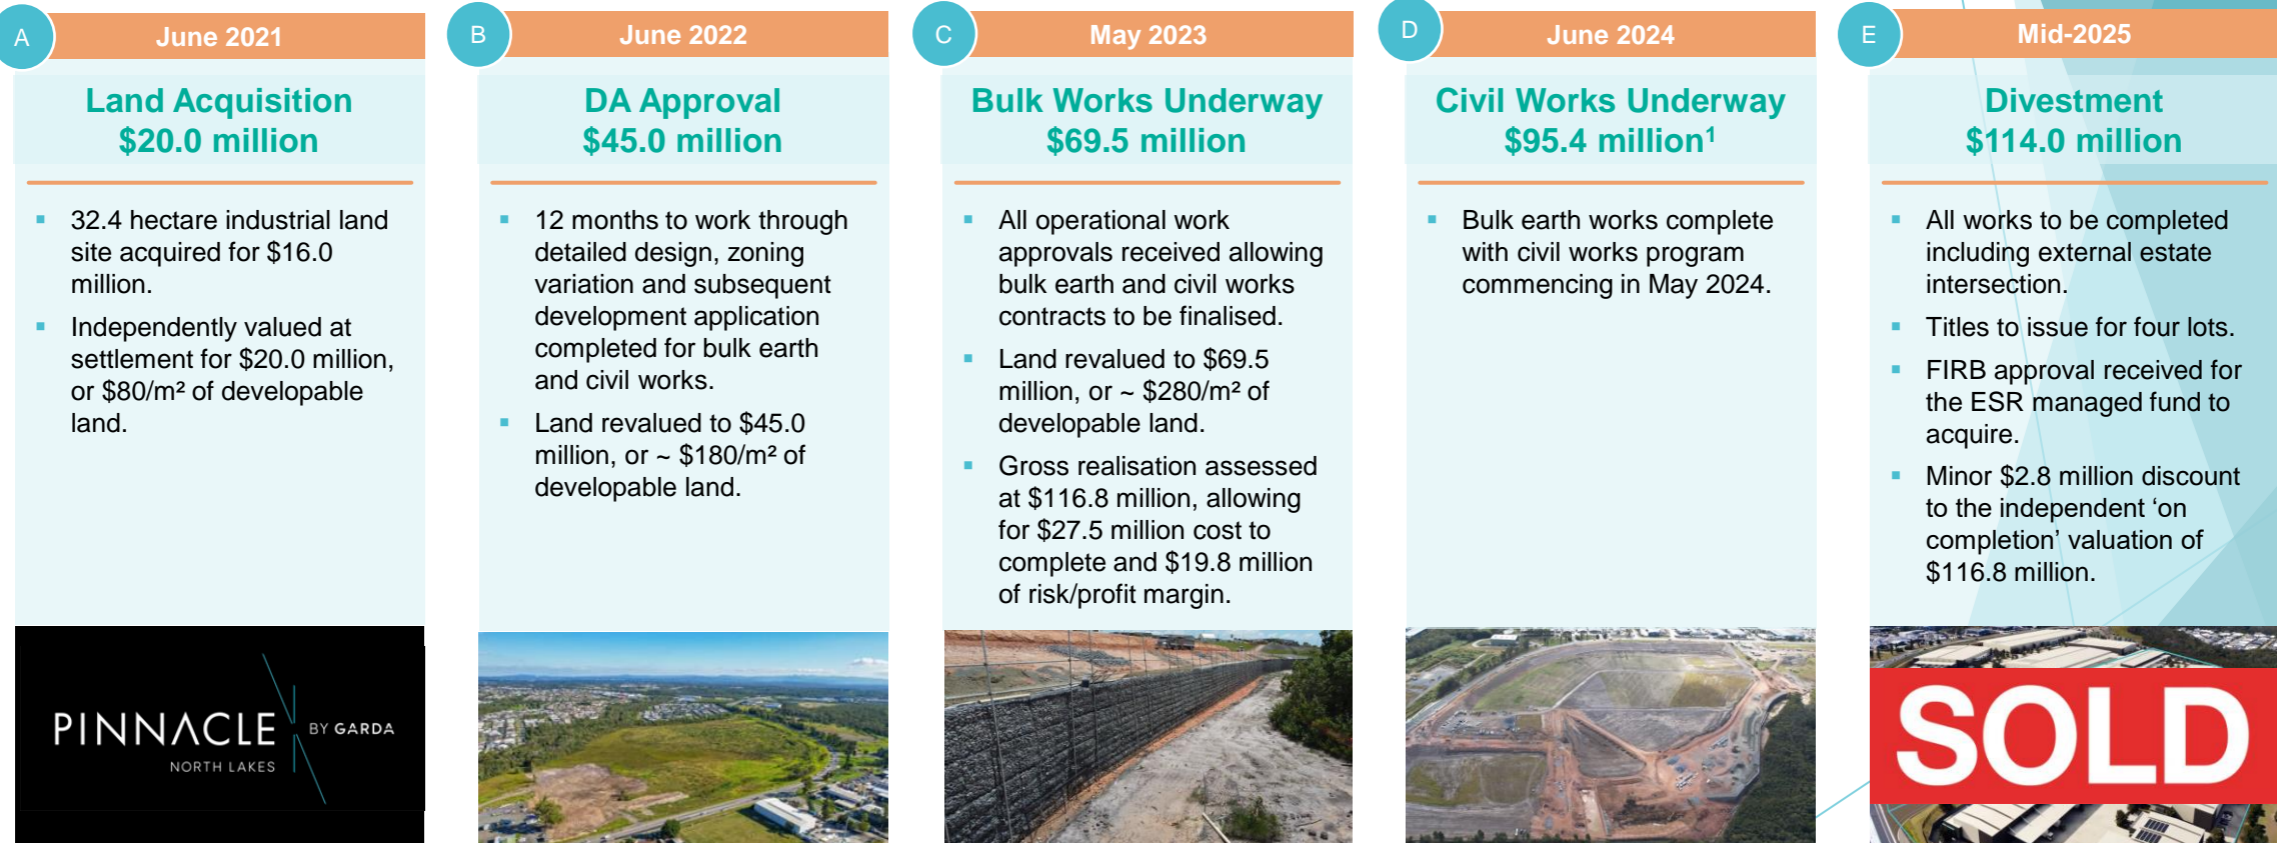 A
June 2021
Land Acquisition
$20.0 million
▪ 32.4 hectare industrial land
site acquired for $16.0
million.
▪ Independently valued at
settlement for $20.0 million,
or $80/m² of developable
land.
PINNACLE
NORTH LAKES
BY GARDA
B
June 2022
DA Approval
$45.0 million
▪ 12 months to work through
detailed design, zoning
variation and subsequent
development application
completed for bulk earth
and civil works.
▪ Land revalued to $45.0
million, or ~ $180/m² of
developable land.
C
May 2023
Bulk Works Underway
$69.5 million
▪ All operational work
approvals received allowing
bulk earth and civil works
contracts to be finalised.
▪ Land revalued to $69.5
million, or ~ $280/m² of
developable land.
▪ Gross realisation assessed
at $116.8 million, allowing
for $27.5 million cost to
complete and $19.8 million
of risk/profit margin.
D
June 2024
Civil Works Underway
$95.4 million¹
▪ Bulk earth works complete
with civil works program
commencing in May 2024.
E
Mid-2025
Divestment
$114.0 million
▪ All works to be completed
including external estate
intersection.
▪ Titles to issue for four lots.
▪ FIRB approval received for
the ESR managed fund to
acquire.
▪ Minor $2.8 million discount
to the independent ‘on
completion’ valuation of
$116.8 million.
SOLD